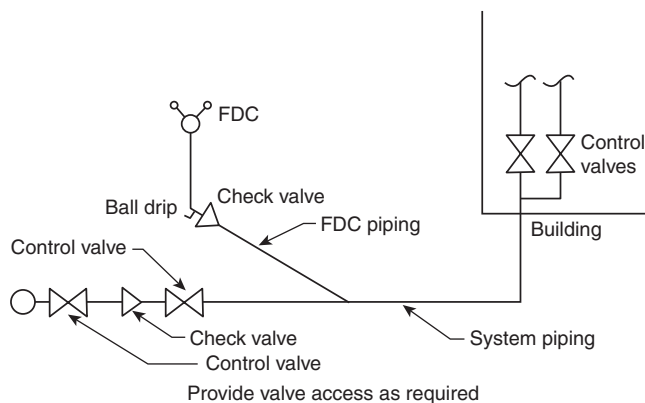 FDC
Control
valves
Check valve
Ball drip
FDC piping
Building
Control valve
System piping
Check valve
Control valve
Provide valve access as required